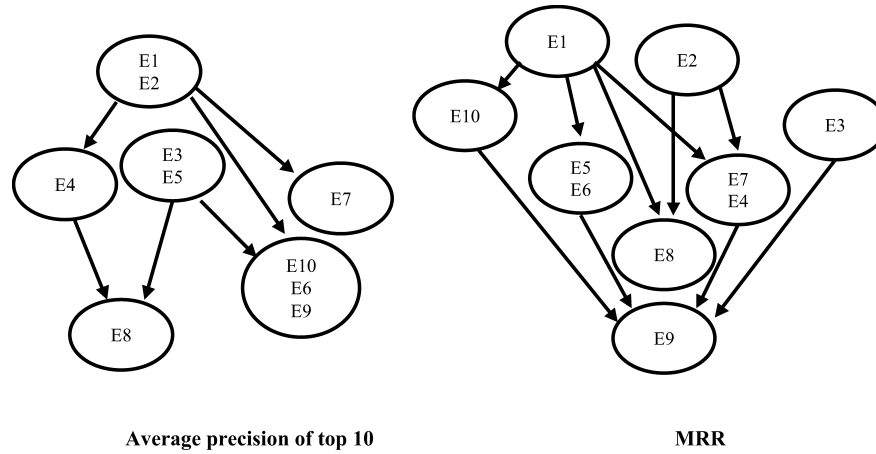 E1
E2
E4
E3
E5
E7
E10
E6
E9
E8
Average precision of top 10
E1
E2
E10
E3
E5
E6
E7
E4
E8
E9
MRR